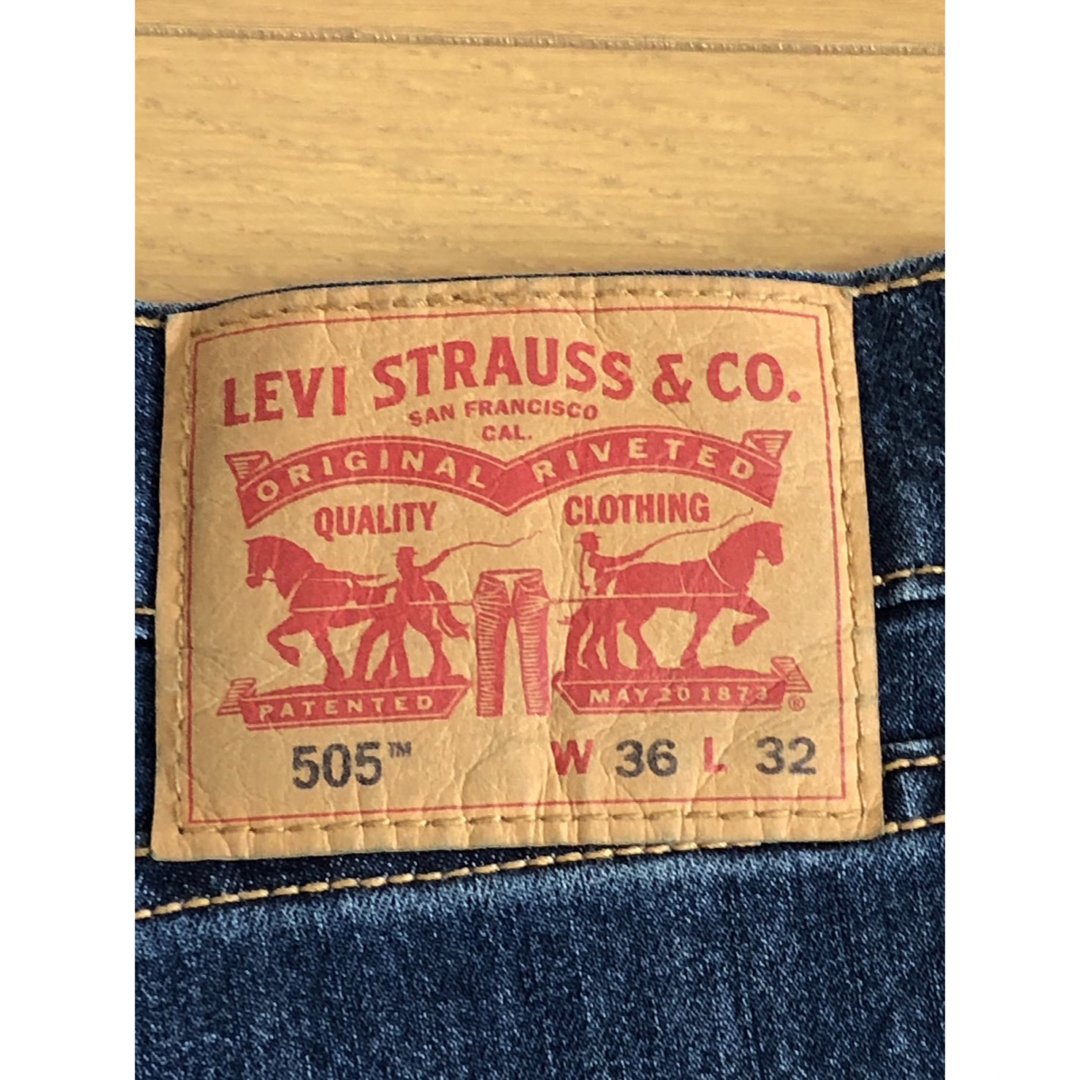 LEVI STRAUSS & CO.
SAN FRANCISCO
CAL.
ORIGINAL RIVETED
QUALITY CLOTHING
PATENTED MAY 20 1873 ®
505™ W 36 L 32